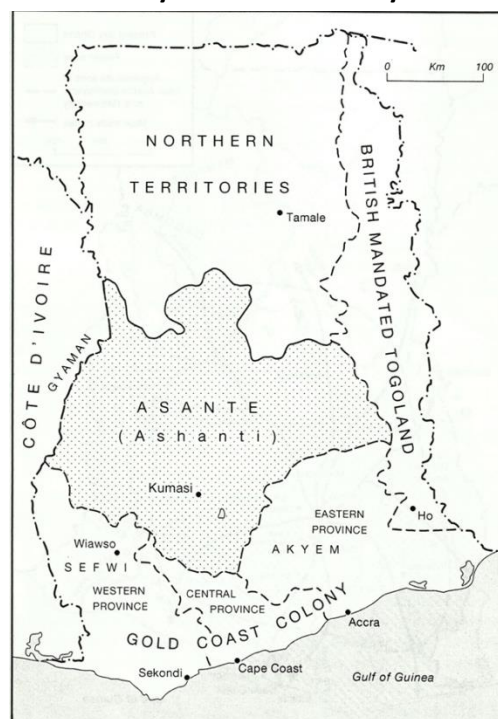 Km
0 100
NORTHERN
TERRITORIES
Tamale
BRITISH MANDATED TOGOLAND
CÔTE D'IVOIRE
GYAMAN
ASANTE
(Ashanti)
Kumasi
EASTERN
PROVINCE
Ho
AKYEM
Wiawso
SEFWI
WESTERN
PROVINCE
CENTRAL
PROVINCE
GOLD COAST COLONY
Accra
Cape Coast
Sekondi
Gulf of Guinea